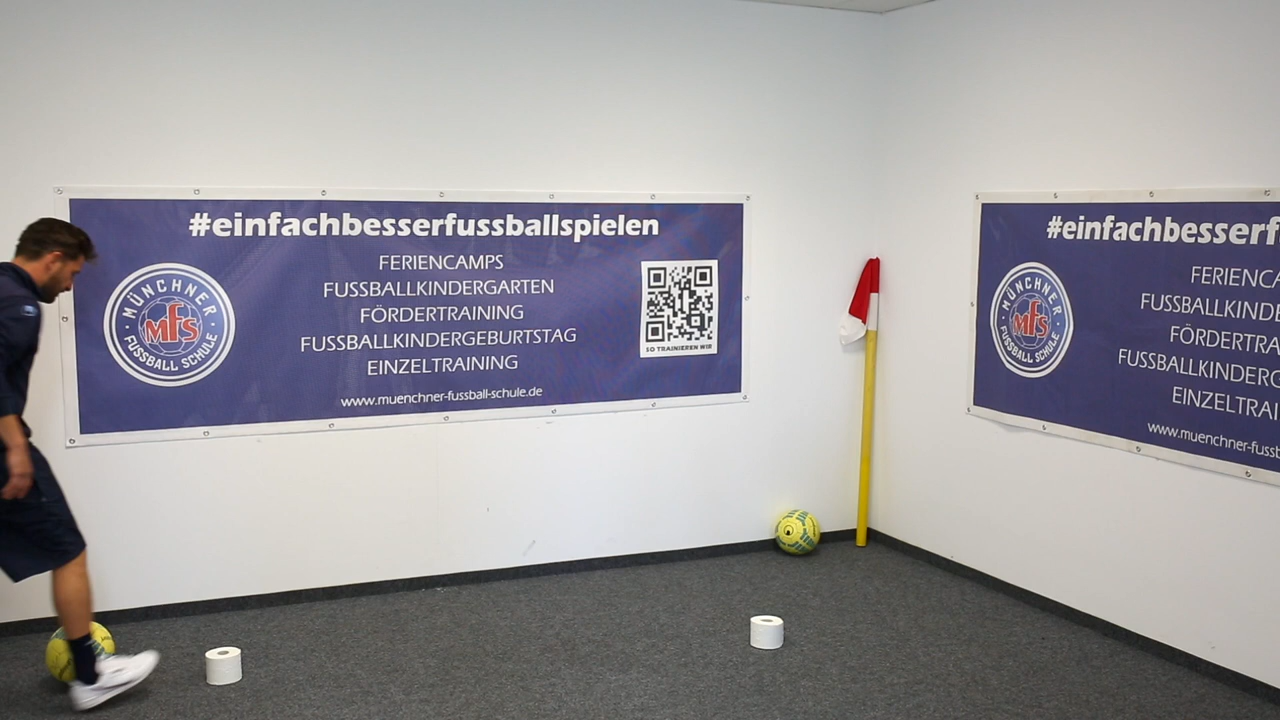 #einfachbesserfussballspielen
FERIENCAMPS
FUSSBALLKINDERGARTEN
FÖRDERTRAINING
FUSSBALLKINDERGEBURTSTAG
EINZELTRAINING
www.muenchner-fussball-schule.de
MÜNCHNER
MFS
FUSSBALL SCHULE
SO TRAINIEREN WIR
#einfachbesserf
FERIENCA
FUSSBALLKINDE
FÖRDERTRA
FUSSBALLKINDERG
EINZELTRAI
www.muenchner-fussb
MÜNCHNER
MFS
FUSSBALL SCHULE